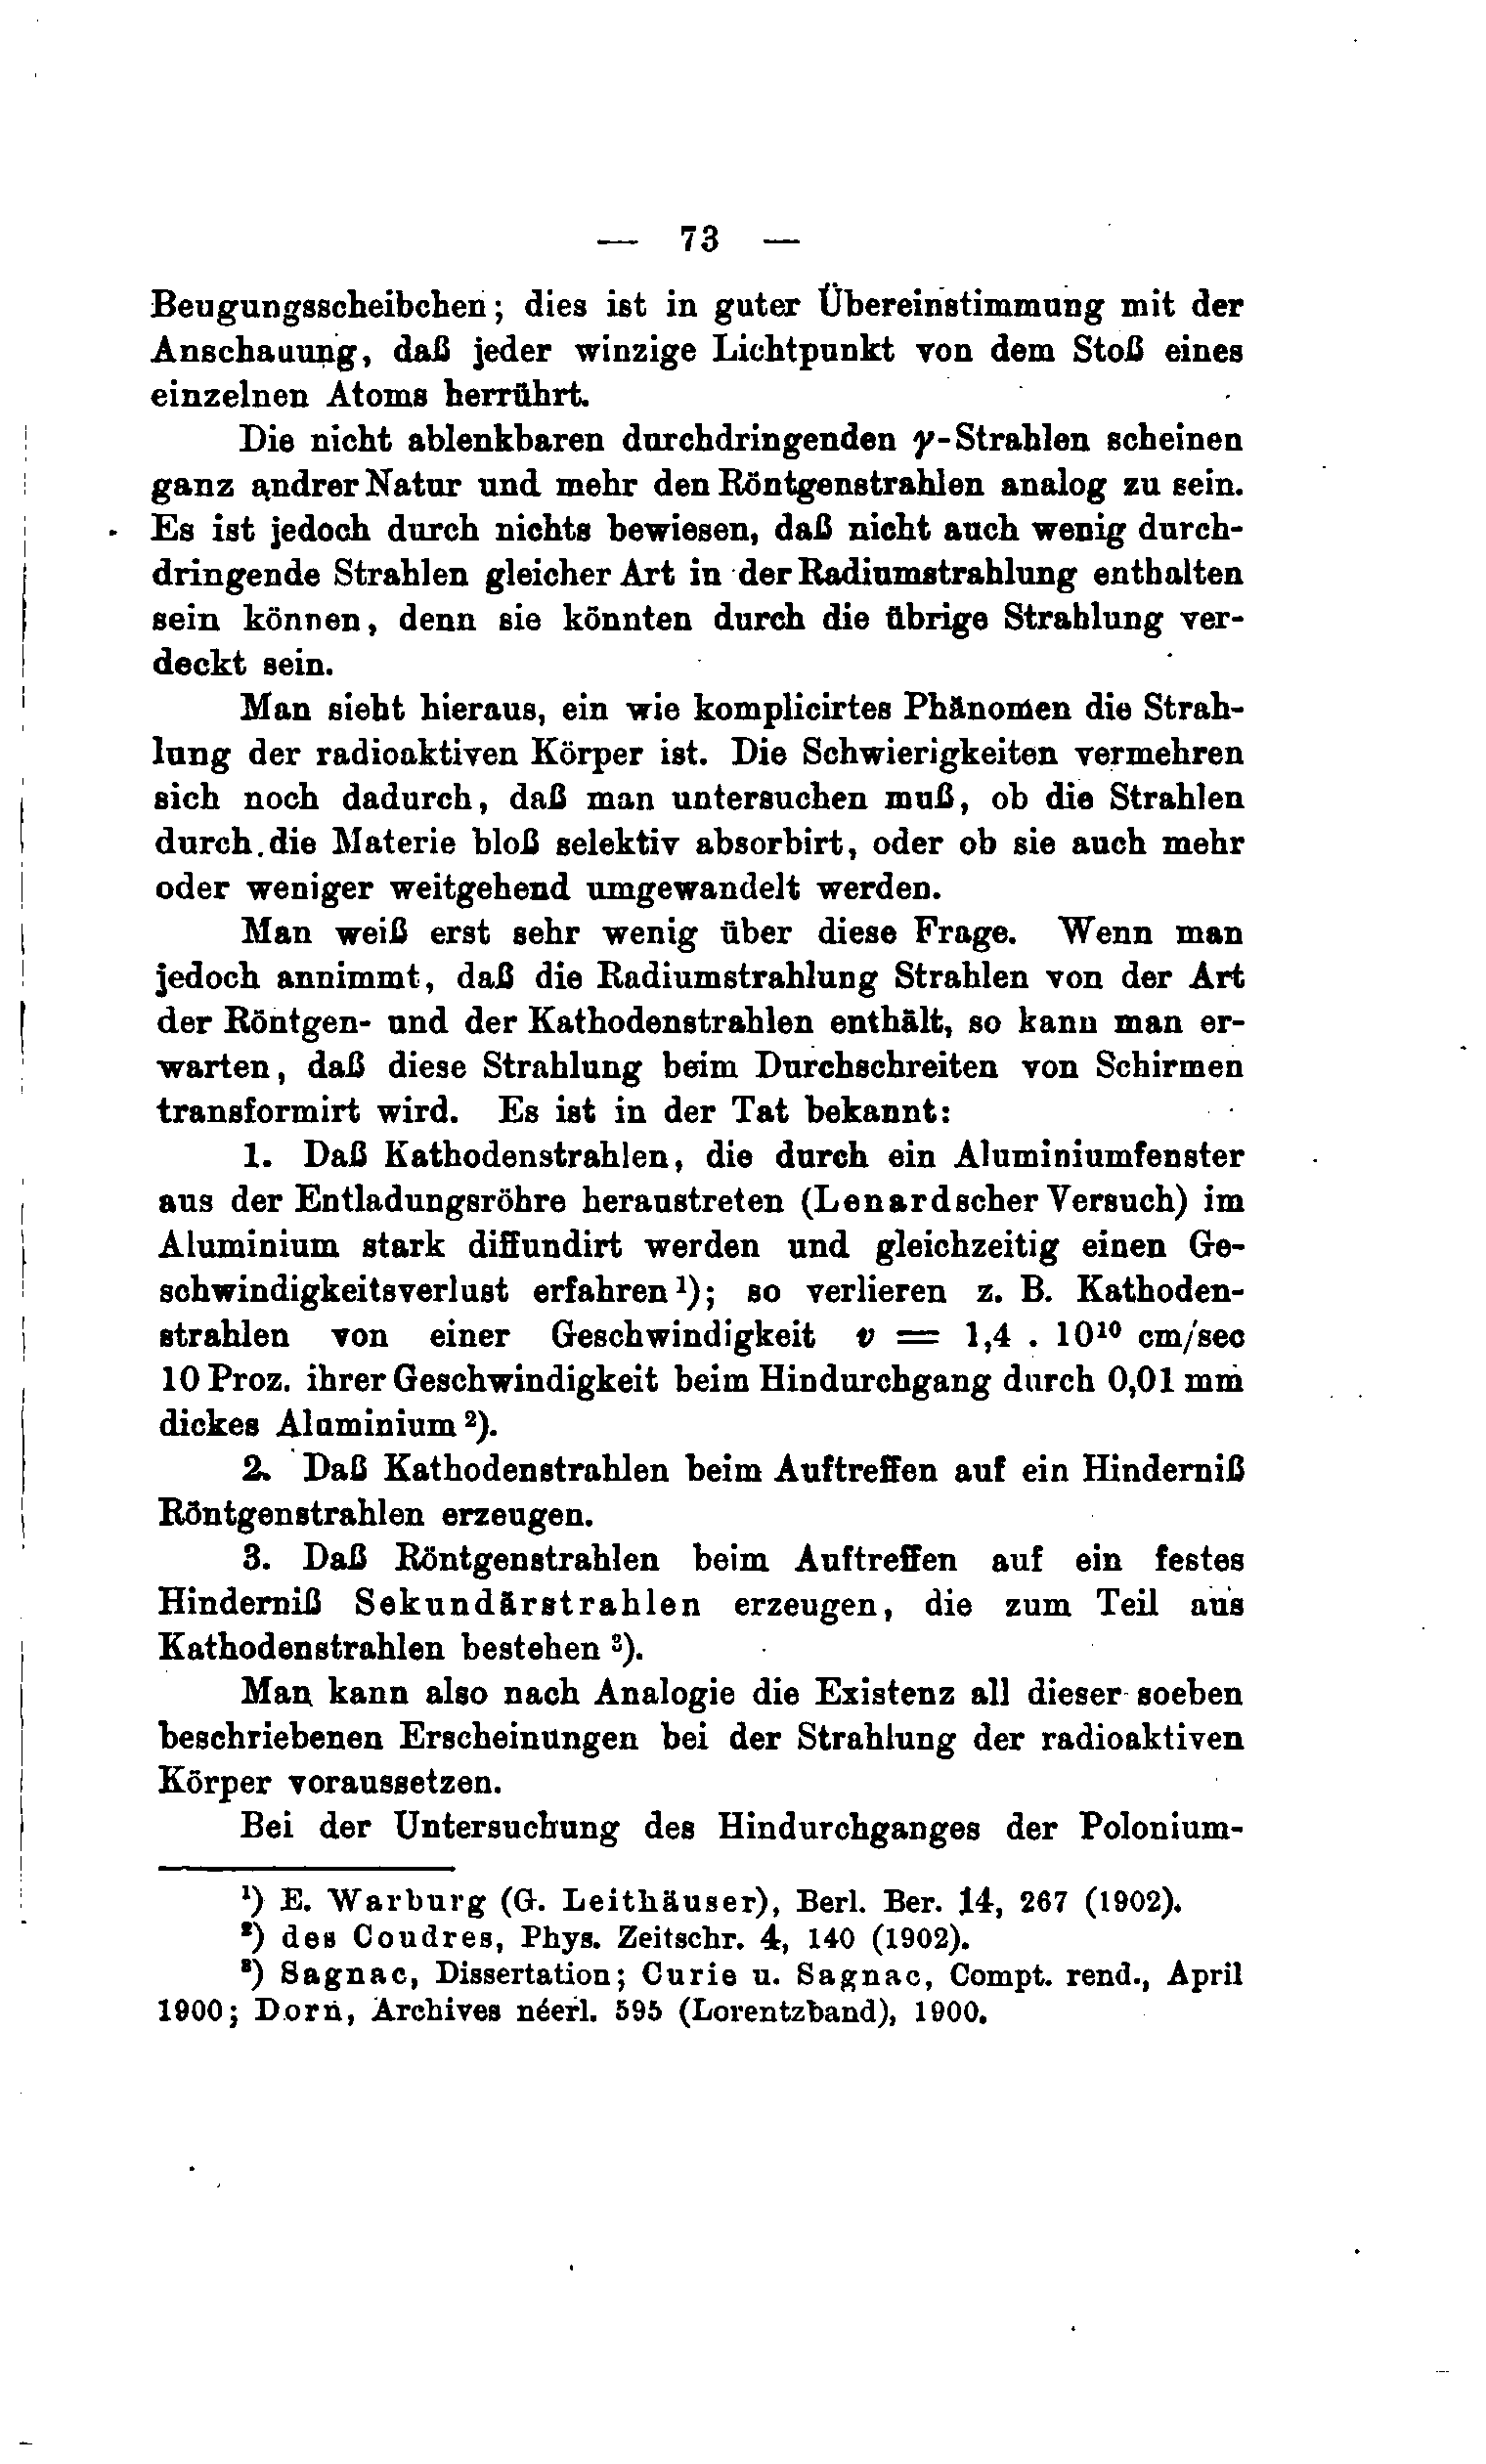 — 73 —
Beugungsscheibchen; dies ist in guter Übereinstimmung mit der
Anschauung, daß jeder winzige Lichtpunkt von dem Stoß eines
einzelnen Atoms herrührt.
Die nicht ablenkbaren durchdringenden γ-Strahlen scheinen
ganz andrer Natur und mehr den Röntgenstrahlen analog zu sein.
Es ist jedoch durch nichts bewiesen, daß nicht auch wenig durch-
dringende Strahlen gleicher Art in der Radiumstrahlung enthalten
sein können, denn sie könnten durch die übrige Strahlung ver-
deckt sein.
Man sieht hieraus, ein wie komplicirtes Phänomen die Strah-
lung der radioaktiven Körper ist. Die Schwierigkeiten vermehren
sich noch dadurch, daß man untersuchen muß, ob die Strahlen
durch die Materie bloß selektiv absorbirt, oder ob sie auch mehr
oder weniger weitgehend umgewandelt werden.
Man weiß erst sehr wenig über diese Frage. Wenn man
jedoch annimmt, daß die Radiumstrahlung Strahlen von der Art
der Röntgen- und der Kathodenstrahlen enthält, so kann man er-
warten, daß diese Strahlung beim Durchschreiten von Schirmen
transformirt wird. Es ist in der Tat bekannt:
1. Daß Kathodenstrahlen, die durch ein Aluminiumfenster
aus der Entladungsröhre heraustreten (Lenardscher Versuch) im
Aluminium stark diffundirt werden und gleichzeitig einen Ge-
schwindigkeitsverlust erfahren ¹); so verlieren z. B. Kathoden-
strahlen von einer Geschwindigkeit v = 1,4 . 10¹⁰ cm/sec
10 Proz. ihrer Geschwindigkeit beim Hindurchgang durch 0,01 mm
dickes Aluminium ²).
2. Daß Kathodenstrahlen beim Auftreffen auf ein Hinderniß
Röntgenstrahlen erzeugen.
3. Daß Röntgenstrahlen beim Auftreffen auf ein festes
Hinderniß Sekundärstrahlen erzeugen, die zum Teil aus
Kathodenstrahlen bestehen ³).
Man kann also nach Analogie die Existenz all dieser soeben
beschriebenen Erscheinungen bei der Strahlung der radioaktiven
Körper voraussetzen.
Bei der Untersuchung des Hindurchganges der Polonium-
¹) E. Warburg (G. Leithäuser), Berl. Ber. 14, 267 (1902).
²) des Coudres, Phys. Zeitschr. 4, 140 (1902).
³) Sagnac, Dissertation; Curie u. Sagnac, Compt. rend., April
1900; Dorn, Archives néerl. 595 (Lorentzband), 1900.